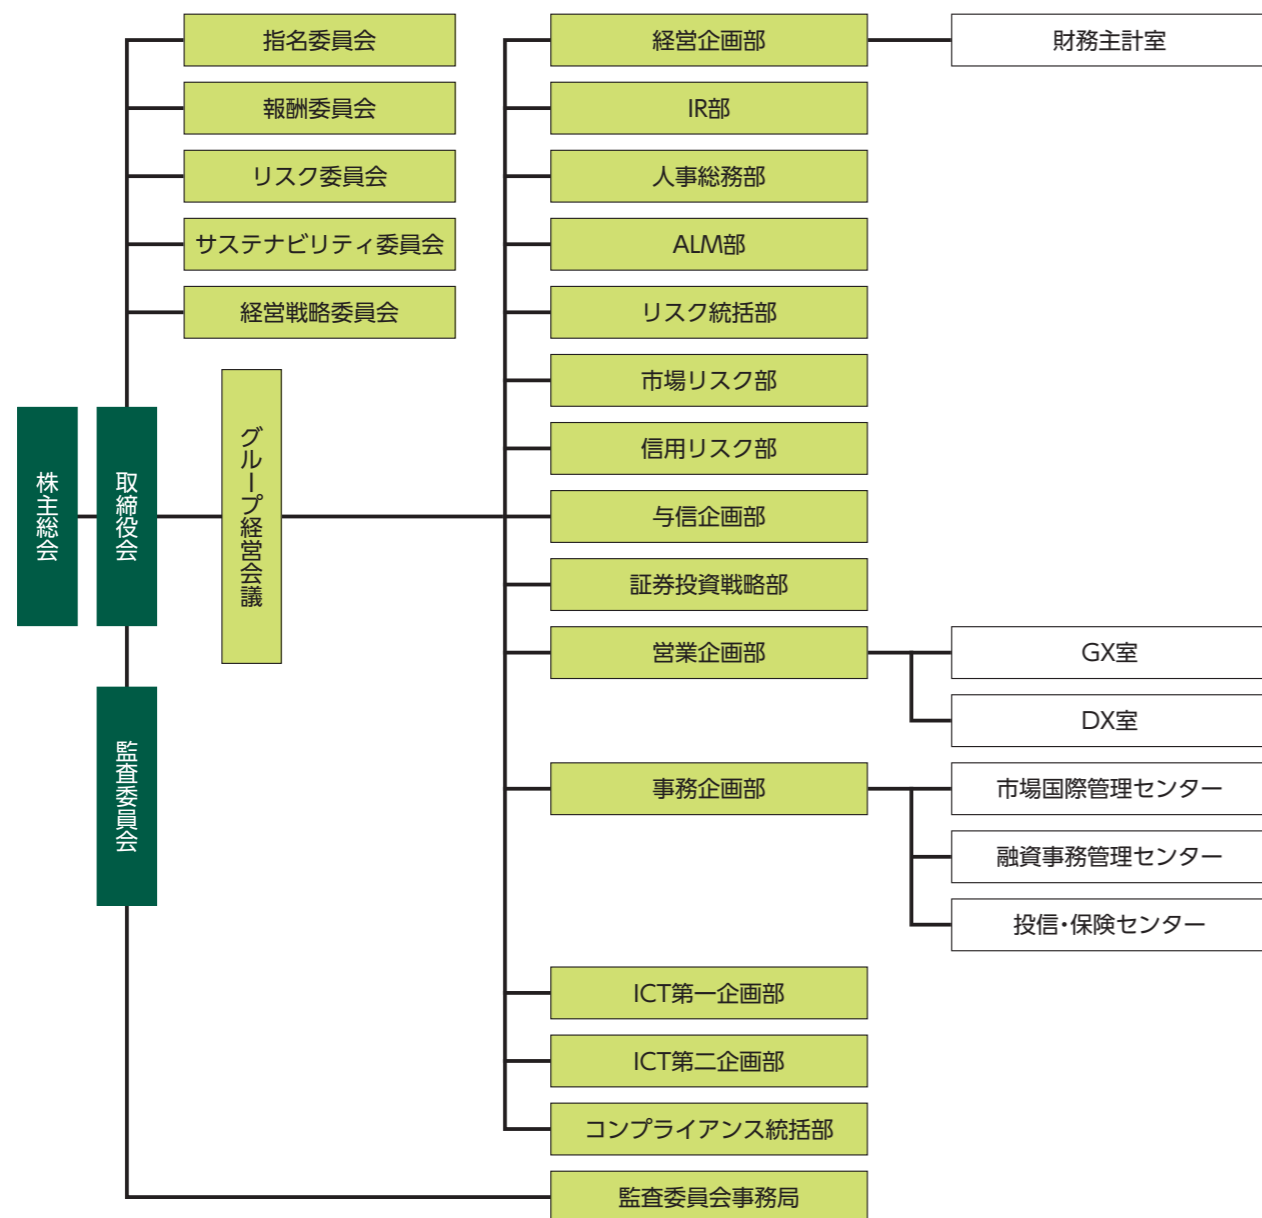 指名委員会
報酬委員会
リスク委員会
サステナビリティ委員会
経営戦略委員会
株主総会
取締役会
グループ経営会議
監査委員会
経営企画部
財務主計室
IR部
人事総務部
ALM部
リスク統括部
市場リスク部
信用リスク部
与信企画部
証券投資戦略部
営業企画部
GX室
DX室
事務企画部
市場国際管理センター
融資事務管理センター
投信・保険センター
ICT第一企画部
ICT第二企画部
コンプライアンス統括部
監査委員会事務局